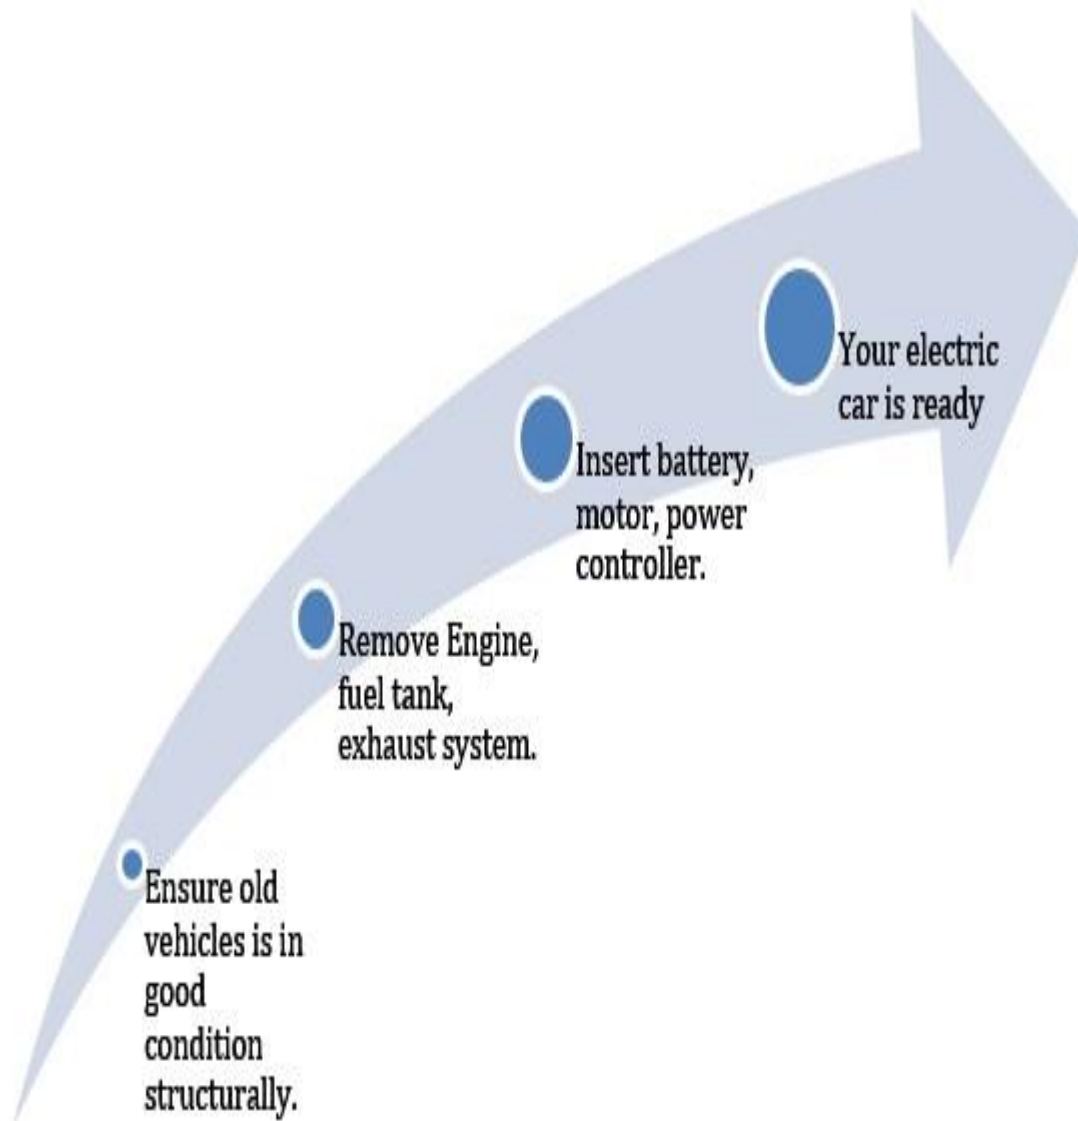 Your electric
car is ready
Insert battery,
motor, power
controller.
Remove Engine,
fuel tank,
exhaust system.
Ensure old
vehicles is in
good
condition
structurally.